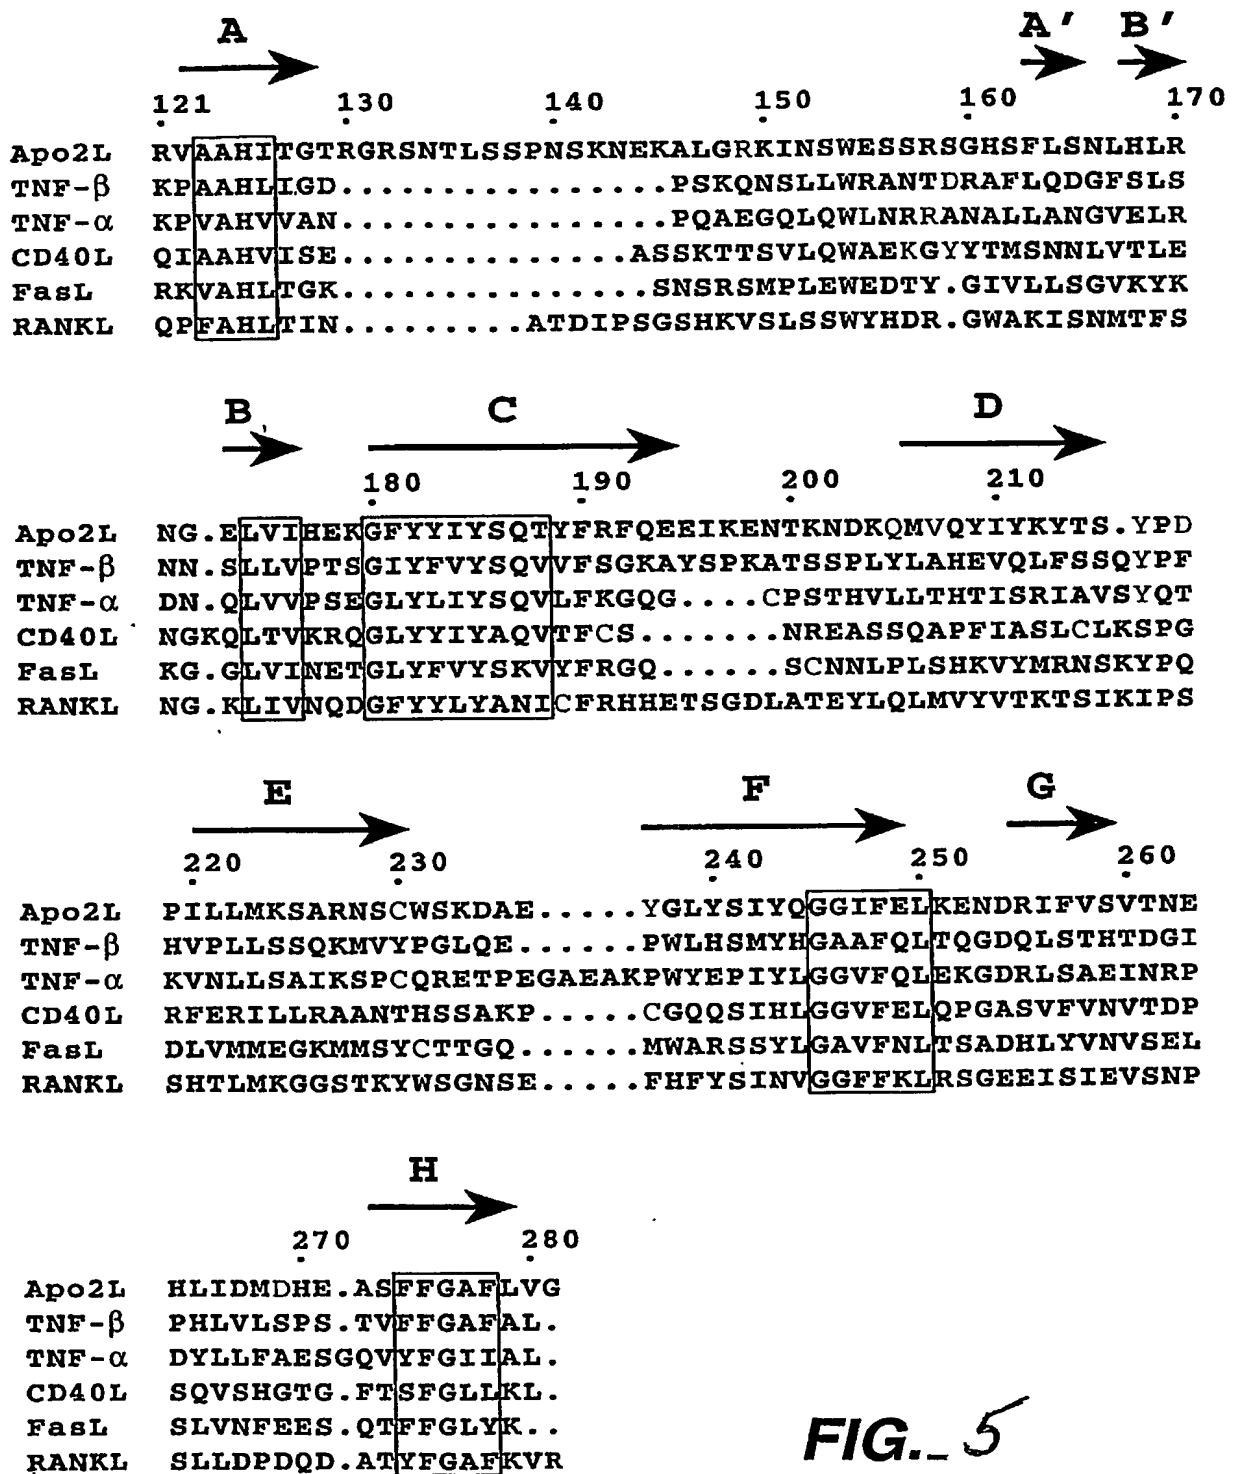 A A′ B′
121 130 140 150 160 170
Apo2L RVAAHITGTRGRSNTLSSPNSKNEKALGRKINSWESSRSGHSFLSNLHLR
TNF-β KPAAHLIGD................PSKQNSLLWRANTDRAFLQDGFSLS
TNF-α KPVAHVVAN................PQAEGQLQWLNRRANALLANGVELR
CD40L QIAAHVISE..............ASSKTTSVLQWAEKGYYTMSNNLVTLE
FasL RKVAHLTGK...............SNSRSMPLEWEDTY.GIVLLSGVKYK
RANKL QPFAHLTIN.........ATDIPSGSHKVSLSSWYHDR.GWAKISNMTFS
B C D
180 190 200 210
Apo2L NG.ELVIHEKGFYYIYSQTYFRFQEEIKENTKNDKQMVQYIYKYTS.YPD
TNF-β NN.SLLVPTSGIYFVYSQVVFSGKAYSPKATSSPLYLAHEVQLFSSQYPF
TNF-α DN.QLVVPSEGLYLIYSQVLFKGQG....CPSTHVLLTHTISRIAVSYQT
CD40L NGKQLTVKRQGLYYIYAQVTFCS.......NREASSQAPFIASLCLKSPG
FasL KG.GLVINETGLYFVYSKVYFRGQ......SCNNLPLSHKVYMRNSKYPQ
RANKL NG.KLIVNQDGFYYLYANICFRHHETSGDLATEYLQLMVYVTKTSIKIPS
E F G
220 230 240 250 260
Apo2L PILLMKSARNSCWSKDAE.....YGLYSIYQGGIFELKENDRIFVSVTNE
TNF-β HVPLLSSQKMVYPGLQE......PWLHSMYHGAAFQLTQGDQLSTHTDGI
TNF-α KVNLLSAIKSPCQRETPEGAEAKPWYEPIYLGGVFQLEKGDRLSAEINRP
CD40L RFERILLRAANTHSSAKP.....CGQQSIHLGGVFELQPGASVFVNVTDP
FasL DLVMMEGKMMSYCTTGQ......MWARSSYLGAVFNLTSADHLYVNVSEL
RANKL SHTLMKGGSTKYWSGNSE.....FHFYSINVGGFFKLRSGEEISIEVSNP
H
270 280
Apo2L HLIDMDHE.ASFFGAFLVG
TNF-β PHLVLSPS.TVFFGAFAL.
TNF-α DYLLFAESGQVYFGIIAL.
CD40L SQVSHGTG.FTSFGLLKL.
FasL SLVNFEES.QTFFGLYK..
RANKL SLLDPDQD.ATYFGAFKVR
FIG._ 5